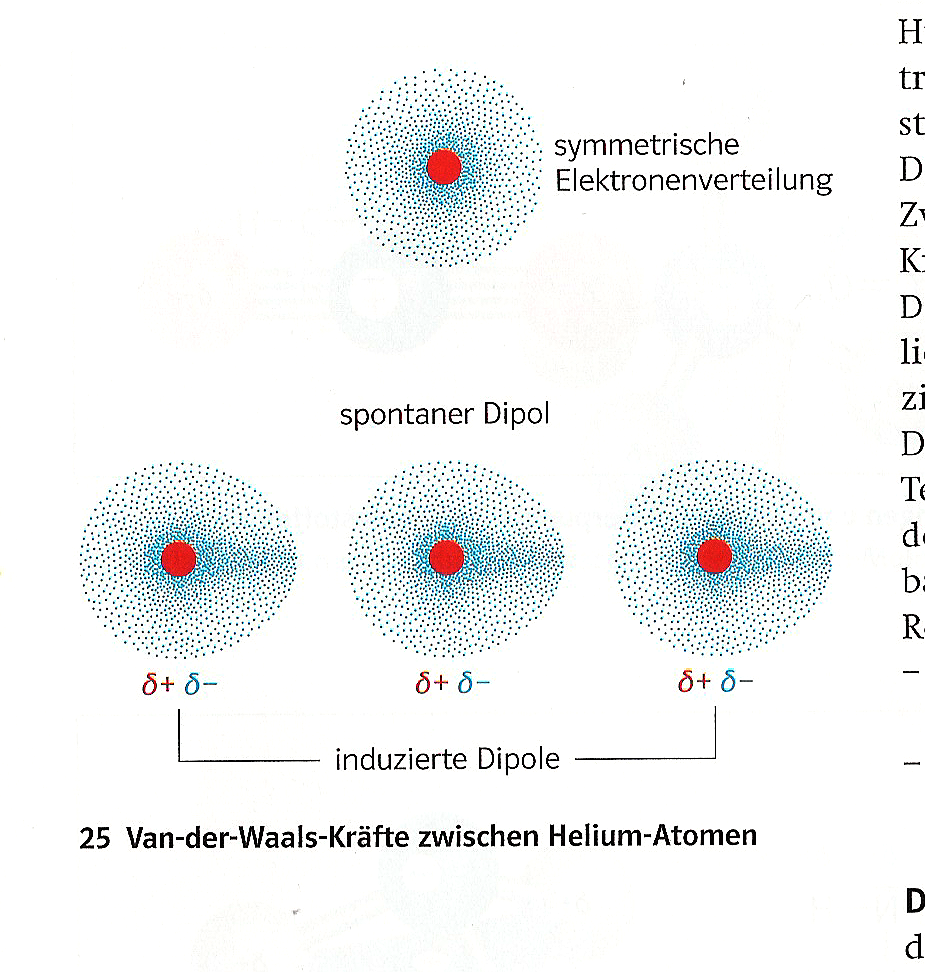 symmetrische
Elektronenverteilung
spontaner Dipol
δ+ δ− δ+ δ− δ+ δ−
induzierte Dipole
25 Van-der-Waals-Kräfte zwischen Helium-Atomen